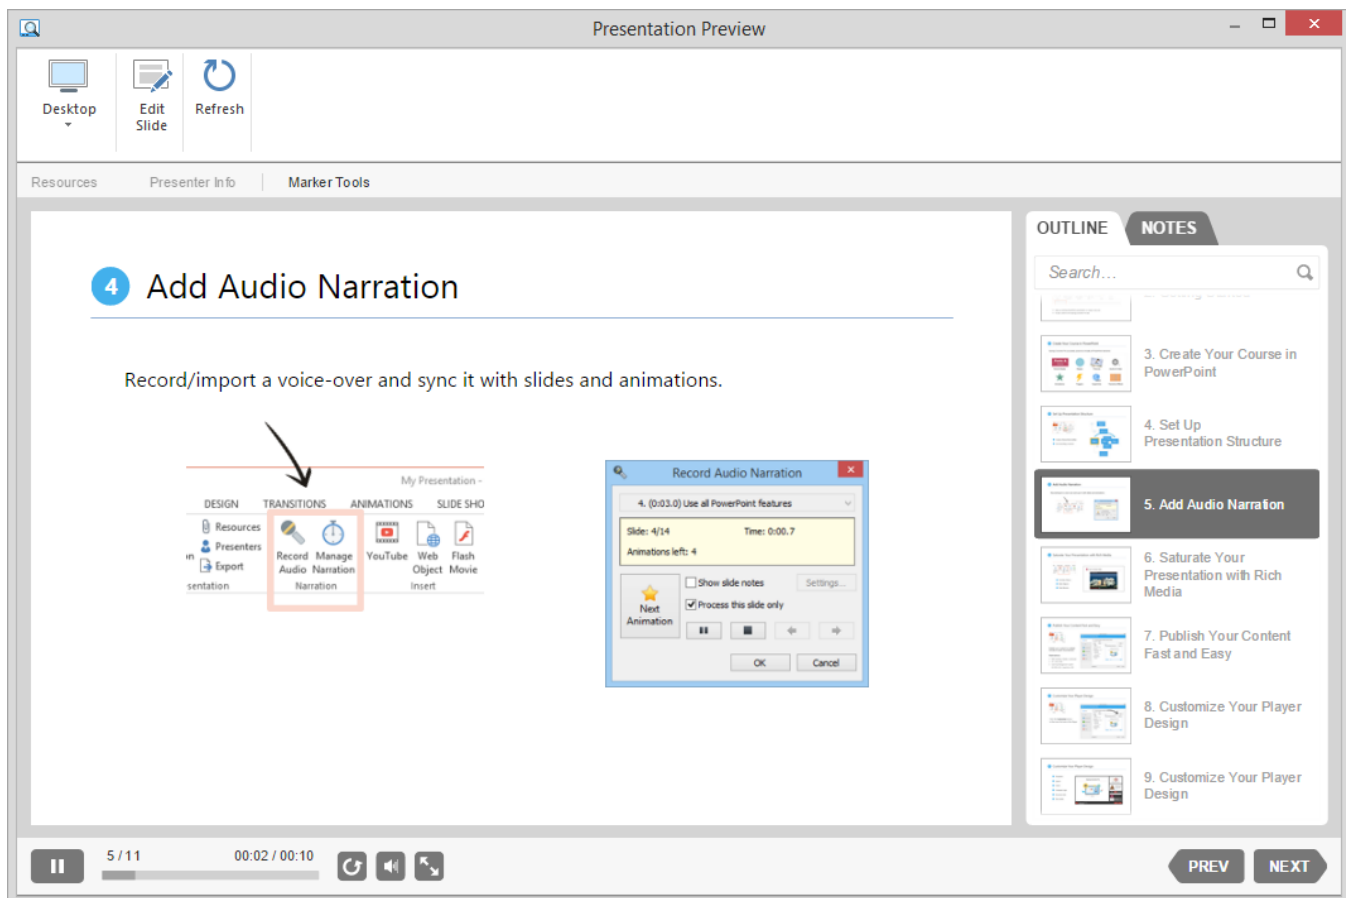 Presentation Preview
Desktop
Edit
Slide
Refresh
Resources
Presenter Info
Marker Tools
4 Add Audio Narration
Record/import a voice-over and sync it with slides and animations.
My Presentation -
DESIGN TRANSITIONS ANIMATIONS SLIDE SHO
Resources
Presenters
Export
sentation
Record
Audio
Manage
Narration
Narration
YouTube
Web
Object
Flash
Movie
Insert
Record Audio Narration
4. (0:03.0) Use all PowerPoint features
Slide: 4/14 Time: 0:00.7
Animations left: 4
Next
Animation
Show slide notes
Settings...
Process this slide only
OK
Cancel
OUTLINE
NOTES
Search...
3. Create Your Course in
PowerPoint
4. Set Up
Presentation Structure
5. Add Audio Narration
6. Saturate Your
Presentation with Rich
Media
7. Publish Your Content
Fast and Easy
8. Customize Your Player
Design
9. Customize Your Player
Design
5 / 11
00:02 / 00:10
PREV
NEXT